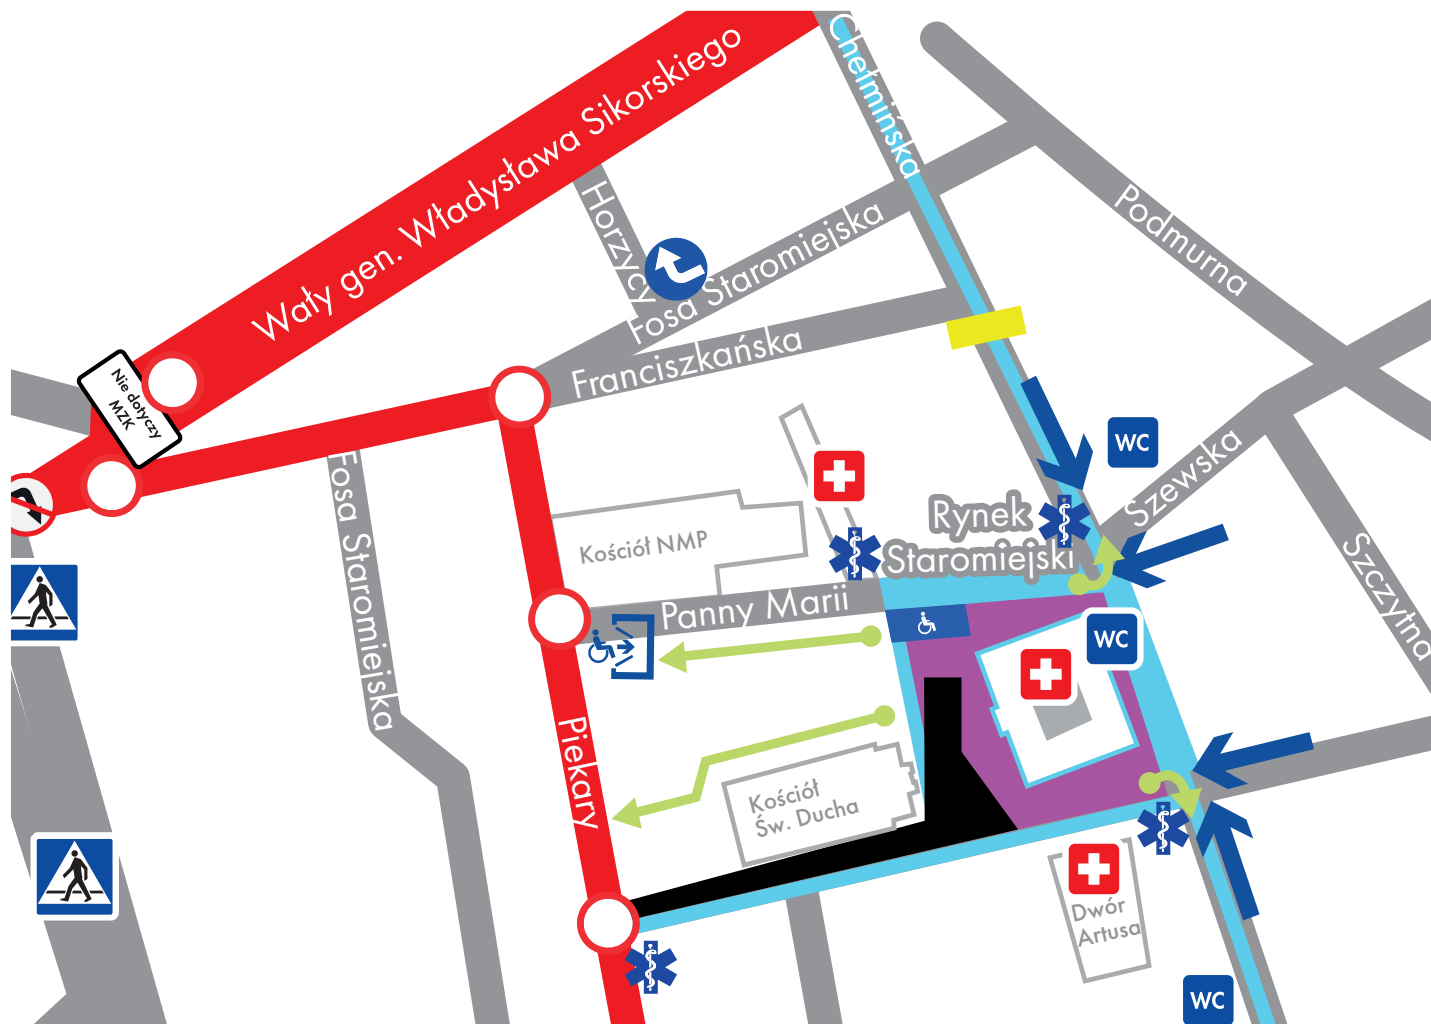 Wały gen. Władysława Sikorskiego
Chełmińska
Podmurna
Horzycy
Fosa Staromiejska
Franciszkańska
Nie dotyczy
MZK
WC
Szewska
Rynek
Staromiejski
Fosa Staromiejska
Kościół NMP
Panny Marii
Szczytna
WC
Piekary
Kościół
Św. Ducha
Dwór
Artusa
WC